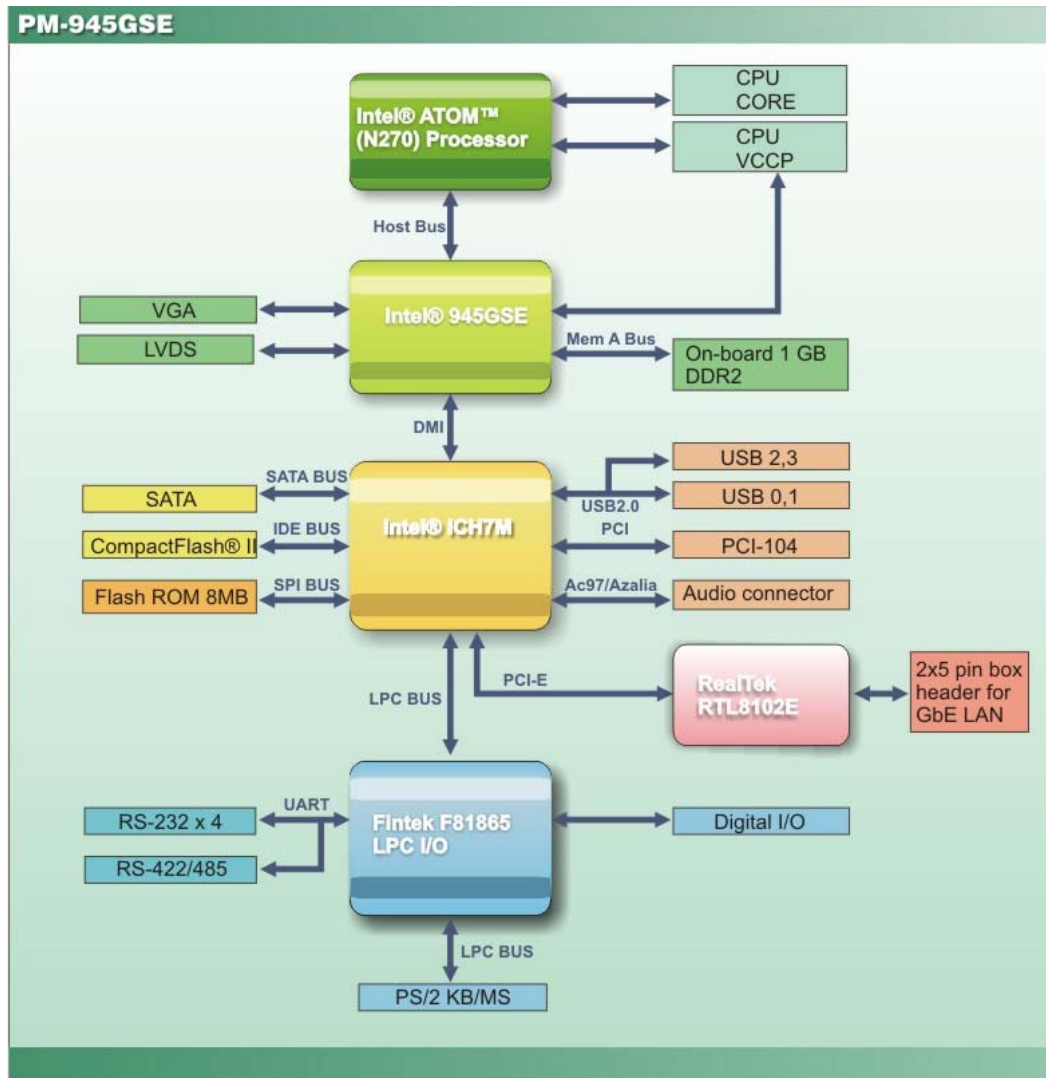 PM-945GSE
Intel® ATOM™
(N270) Processor
CPU
CORE
CPU
VCCP
Host Bus
Intel® 945GSE
VGA
LVDS
Mem A Bus
On-board 1 GB
DDR2
DMI
SATA BUS
SATA
IDE BUS
CompactFlash® II
SPI BUS
Flash ROM 8MB
Intel® ICH7M
USB 2,3
USB2.0
USB 0,1
PCI
PCI-104
Ac97/Azalia
Audio connector
LPC BUS
PCI-E
RealTek
RTL8102E
2x5 pin box
header for
GbE LAN
UART
RS-232 x 4
RS-422/485
Fintek F81865
LPC I/O
Digital I/O
LPC BUS
PS/2 KB/MS